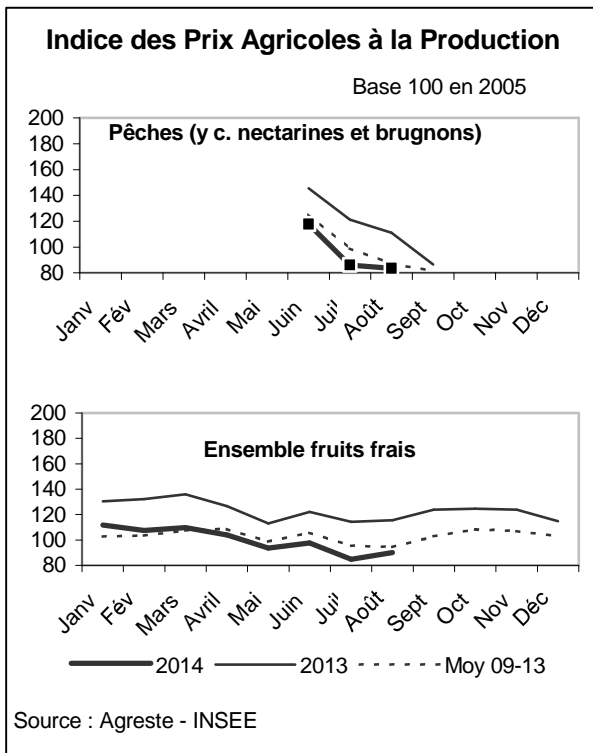 Indice des Prix Agricoles à la Production
Base 100 en 2005
Pêches (y c. nectarines et brugnons)
200
180
160
140
120
100
80
Janv Fév Mars Avril Mai Juin Juil Août Sept Oct Nov Déc
Ensemble fruits frais
200
180
160
140
120
100
80
Janv Fév Mars Avril Mai Juin Juil Août Sept Oct Nov Déc
2014 2013 Moy 09-13
Source : Agreste - INSEE